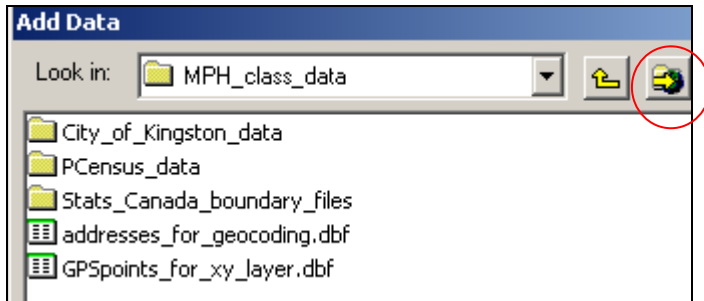 Add Data
Look in: MPH_class_data
City_of_Kingston_data
PCensus_data
Stats_Canada_boundary_files
addresses_for_geocoding.dbf
GPSpoints_for_xy_layer.dbf